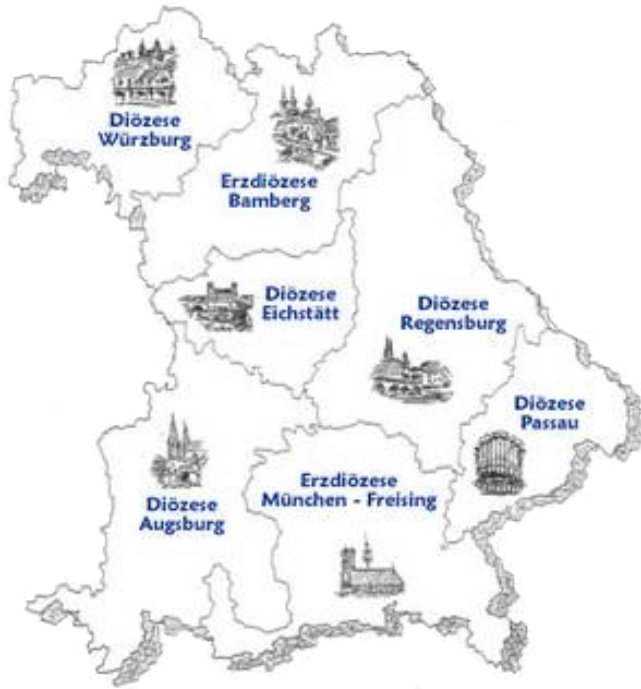 Diözese
Würzburg
Erzdiözese
Bamberg
Diözese
Eichstätt
Diözese
Regensburg
Diözese
Passau
Diözese
Augsburg
Erzdiözese
München - Freising